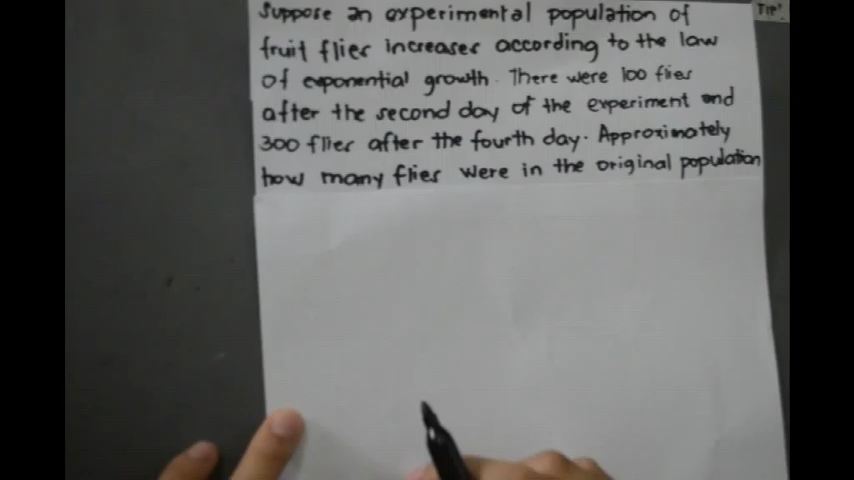 Suppose an experimental population of
fruit flies increases according to the law
of exponential growth. There were 100 flies
after the second day of the experiment and
300 flies after the fourth day. Approximately
how many flies were in the original population
TIP!